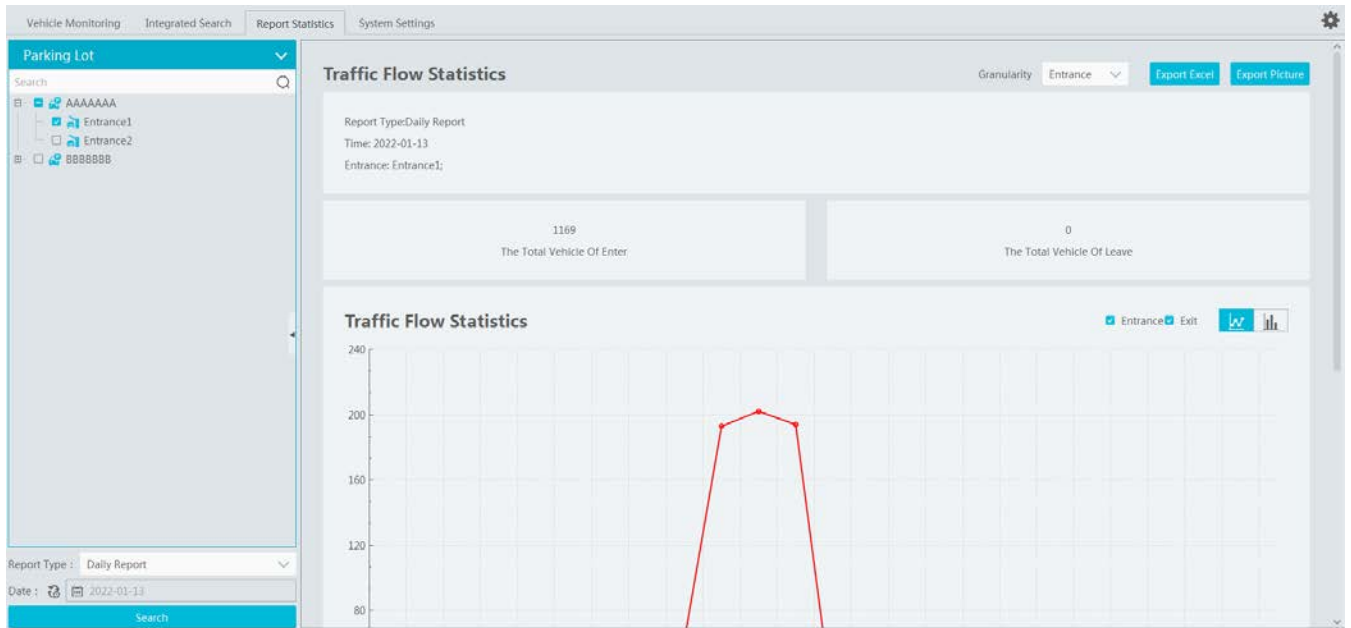 Vehicle Monitoring
Integrated Search
Report Statistics
System Settings
Parking Lot
Search
AAAAAAA
Entrance1
Entrance2
BBBBBBB
Report Type :
Daily Report
Date :
2022-01-13
Search
Traffic Flow Statistics
Granularity
Entrance
Export Excel
Export Picture
Report Type:Daily Report
Time: 2022-01-13
Entrance: Entrance1;
1169
The Total Vehicle Of Enter
0
The Total Vehicle Of Leave
Traffic Flow Statistics
Entrance
Exit
240
200
160
120
80